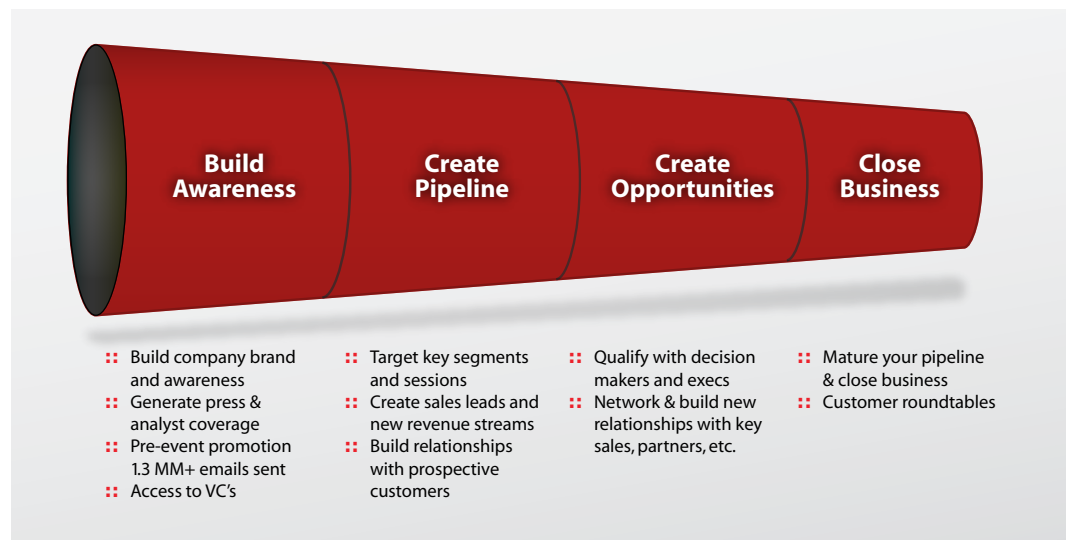 Build
Awareness
Create
Pipeline
Create
Opportunities
Close
Business
Build company brand
and awareness
Generate press &
analyst coverage
Pre-event promotion
1.3 MM+ emails sent
Access to VC's
Target key segments
and sessions
Create sales leads and
new revenue streams
Build relationships
with prospective
customers
Qualify with decision
makers and execs
Network & build new
relationships with key
sales, partners, etc.
Mature your pipeline
& close business
Customer roundtables